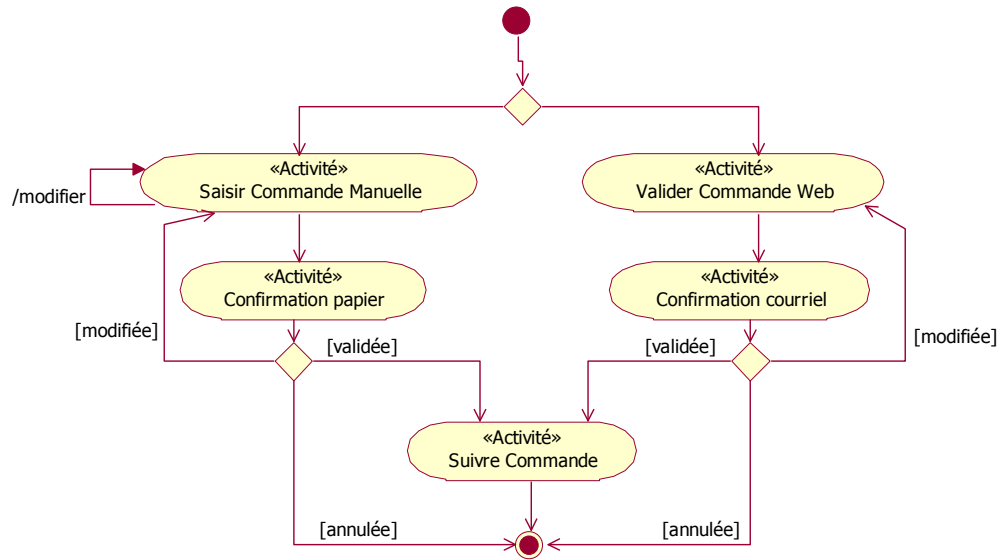 «Activité»
Saisir Commande Manuelle
«Activité»
Valider Commande Web
/modifier
«Activité»
Confirmation papier
«Activité»
Confirmation courriel
[modifiée]
[validée]
[validée]
[modifiée]
«Activité»
Suivre Commande
[annulée]
[annulée]